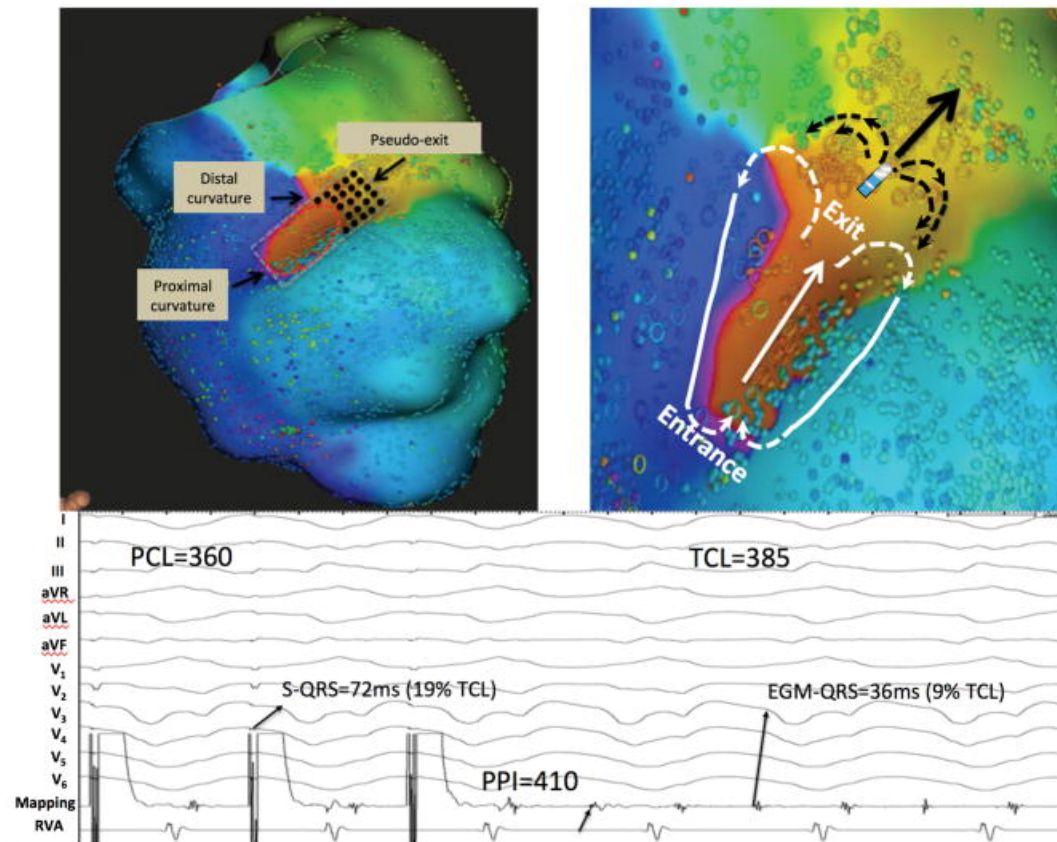 Pseudo-exit
Distal
curvature
Proximal
curvature
Exit
Entrance
I
II
III
aVR
aVL
aVF
V1
V2
V3
V4
V5
V6
Mapping
RVA
PCL=360
TCL=385
S-QRS=72ms (19% TCL)
EGM-QRS=36ms (9% TCL)
PPI=410